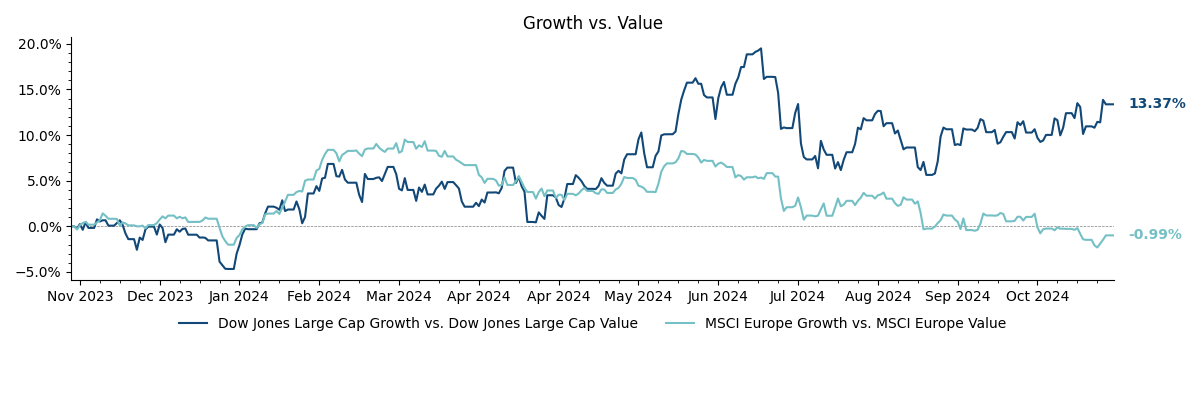 Growth vs. Value
20.0%
15.0%
10.0%
5.0%
0.0%
−5.0%
13.37%
-0.99%
Nov 2023 Dec 2023 Jan 2024 Feb 2024 Mar 2024 Apr 2024 Apr 2024 May 2024 Jun 2024 Jul 2024 Aug 2024 Sep 2024 Oct 2024
Dow Jones Large Cap Growth vs. Dow Jones Large Cap Value MSCI Europe Growth vs. MSCI Europe Value